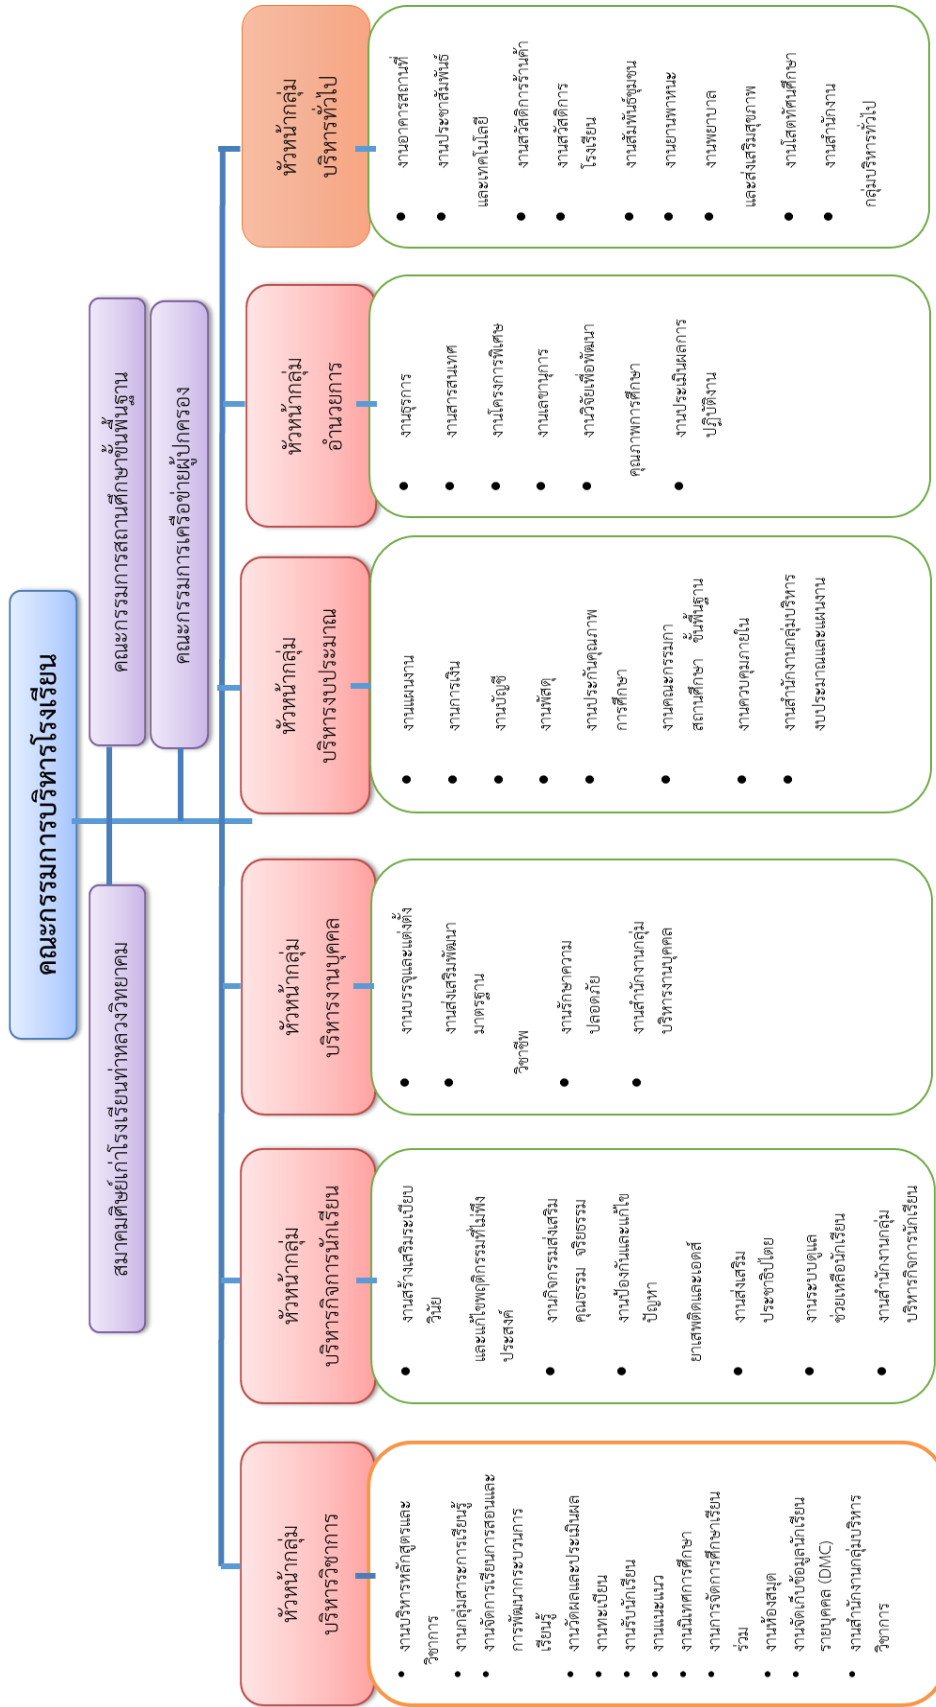 คณะกรรมการบริหารโรงเรียน
สมาคมศิษย์เก่าโรงเรียนท่าหลวงวิทยาคม
คณะกรรมการสถานศึกษาขั้นพื้นฐาน
คณะกรรมการเครือข่ายผู้ปกครอง
หัวหน้ากลุ่ม
บริหารวิชาการ
• งานบริหารหลักสูตรและ
วิชาการ
• งานกลุ่มสาระการเรียนรู้
• งานจัดการเรียนการสอนและ
การพัฒนากระบวนการ
เรียนรู้
• งานวัดผลและประเมินผล
• งานทะเบียน
• งานรับนักเรียน
• งานแนะแนว
• งานนิเทศการศึกษา
• งานการจัดการศึกษาเรียน
ร่วม
• งานห้องสมุด
• งานจัดเก็บข้อมูลนักเรียน
รายบุคคล (DMC)
• งานสำนักงานกลุ่มบริหาร
วิชาการ
หัวหน้ากลุ่ม
บริหารกิจการนักเรียน
• งานสร้างเสริมระเบียบ
วินัย
และแก้ไขพฤติกรรมที่ไม่พึง
ประสงค์
• งานกิจกรรมส่งเสริม
คุณธรรม จริยธรรม
• งานป้องกันและแก้ไข
ปัญหา
ยาเสพติดและเอดส์
• งานส่งเสริม
ประชาธิปไตย
• งานระบบดูแล
ช่วยเหลือนักเรียน
• งานสำนักงานกลุ่ม
บริหารกิจการนักเรียน
หัวหน้ากลุ่ม
บริหารงานบุคคล
• งานบรรจุและแต่งตั้ง
• งานส่งเสริมพัฒนา
มาตรฐาน
วิชาชีพ
• งานรักษาความ
ปลอดภัย
• งานสำนักงานกลุ่ม
บริหารงานบุคคล
หัวหน้ากลุ่ม
บริหารงบประมาณ
• งานแผนงาน
• งานการเงิน
• งานบัญชี
• งานพัสดุ
• งานประกันคุณภาพ
การศึกษา
• งานคณะกรรมกา
สถานศึกษา ขั้นพื้นฐาน
• งานควบคุมภายใน
• งานสำนักงานกลุ่มบริหาร
งบประมาณและแผนงาน
หัวหน้ากลุ่ม
อำนวยการ
• งานธุรการ
• งานสารสนเทศ
• งานโครงการพิเศษ
• งานเลขานุการ
• งานวิจัยเพื่อพัฒนา
คุณภาพการศึกษา
• งานประเมินผลการ
ปฏิบัติงาน
หัวหน้ากลุ่ม
บริหารทั่วไป
• งานอาคารสถานที่
• งานประชาสัมพันธ์
และเทคโนโลยี
• งานสวัสดิการร้านค้า
• งานสวัสดิการ
โรงเรียน
• งานสัมพันธ์ชุมชน
• งานยานพาหนะ
• งานพยาบาล
และส่งเสริมสุขภาพ
• งานโสตทัศนศึกษา
• งานสำนักงาน
กลุ่มบริหารทั่วไป